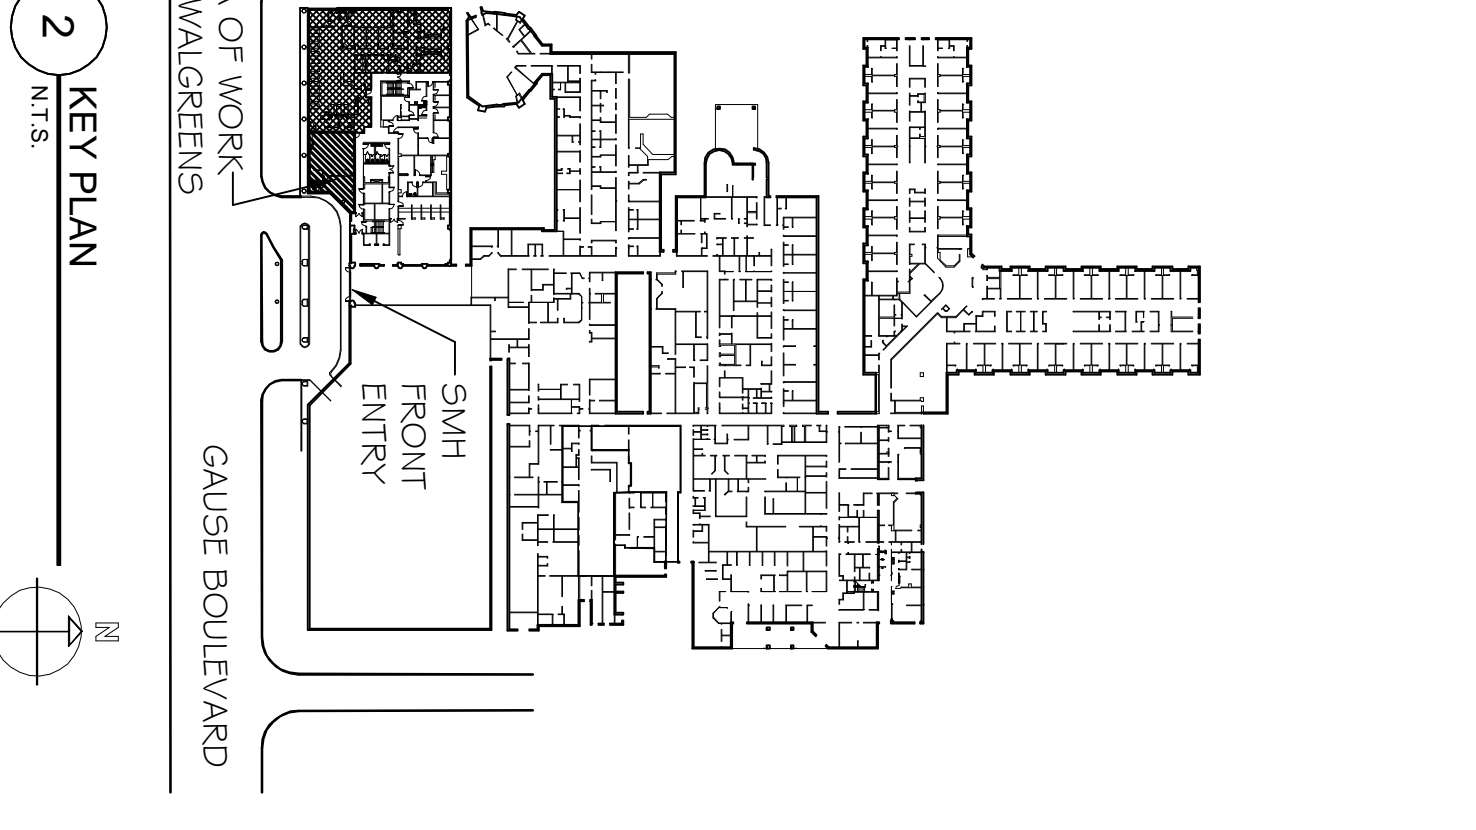 OF WORK
WALGREENS
SMH
FRONT
ENTRY
GAUSE BOULEVARD
2
KEY PLAN
N.T.S.
N